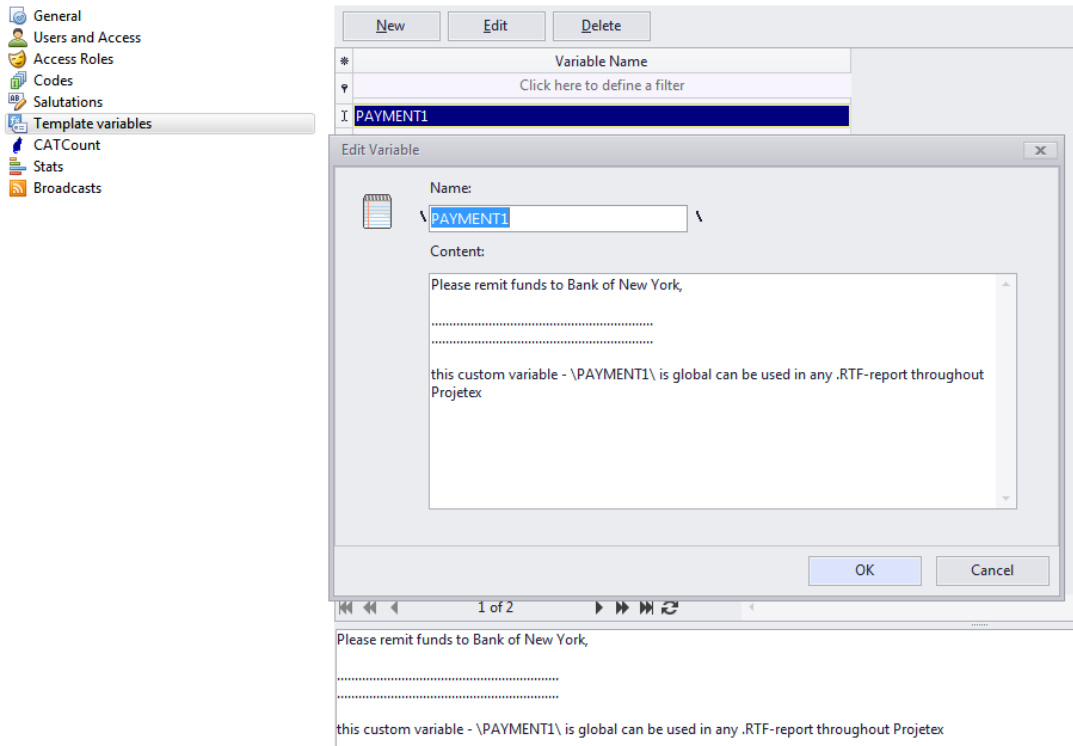 General
Users and Access
Access Roles
Codes
Salutations
Template variables
CATCount
Stats
Broadcasts
New Edit Delete
Variable Name
Click here to define a filter
PAYMENT1
Edit Variable
Name:
\ PAYMENT1 \
Content:
Please remit funds to Bank of New York,
..............................................................
..............................................................
this custom variable - \PAYMENT1\ is global can be used in any .RTF-report throughout
Projetex
OK Cancel
1 of 2
Please remit funds to Bank of New York,
..............................................................
..............................................................
this custom variable - \PAYMENT1\ is global can be used in any .RTF-report throughout Projetex